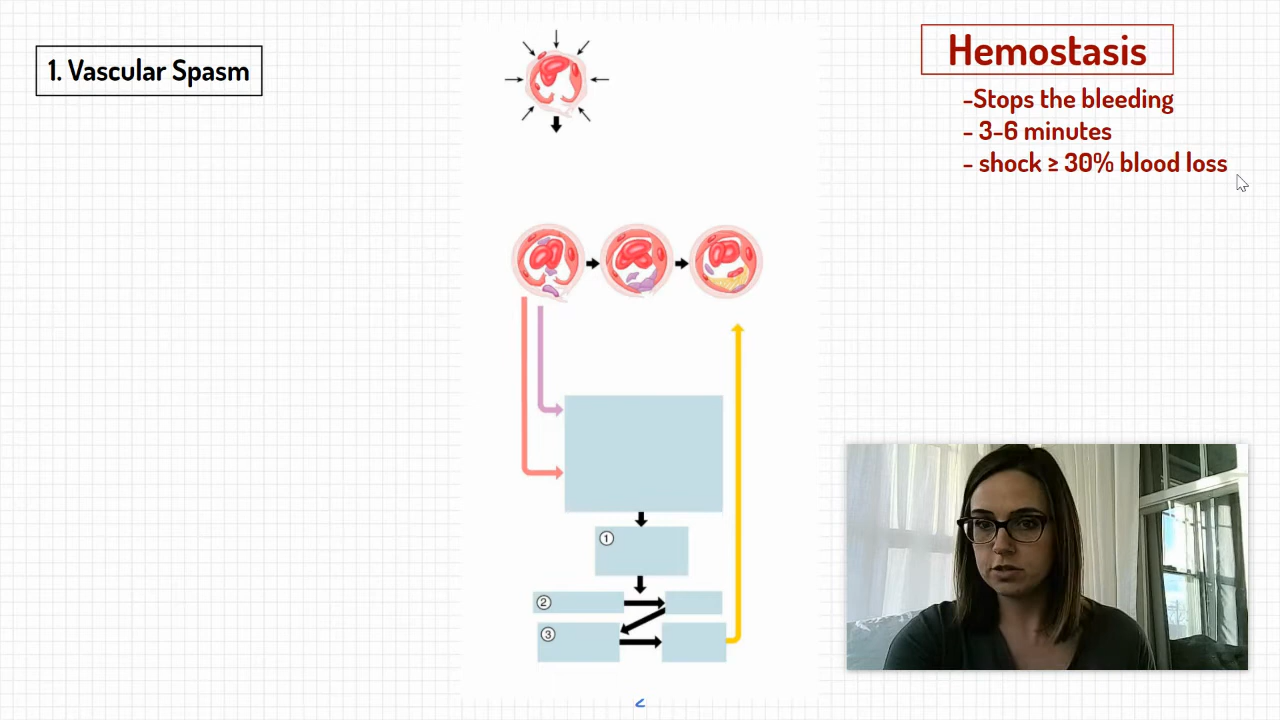 1. Vascular Spasm
Hemostasis
-Stops the bleeding
- 3-6 minutes
- shock ≥ 30% blood loss
①
②
③